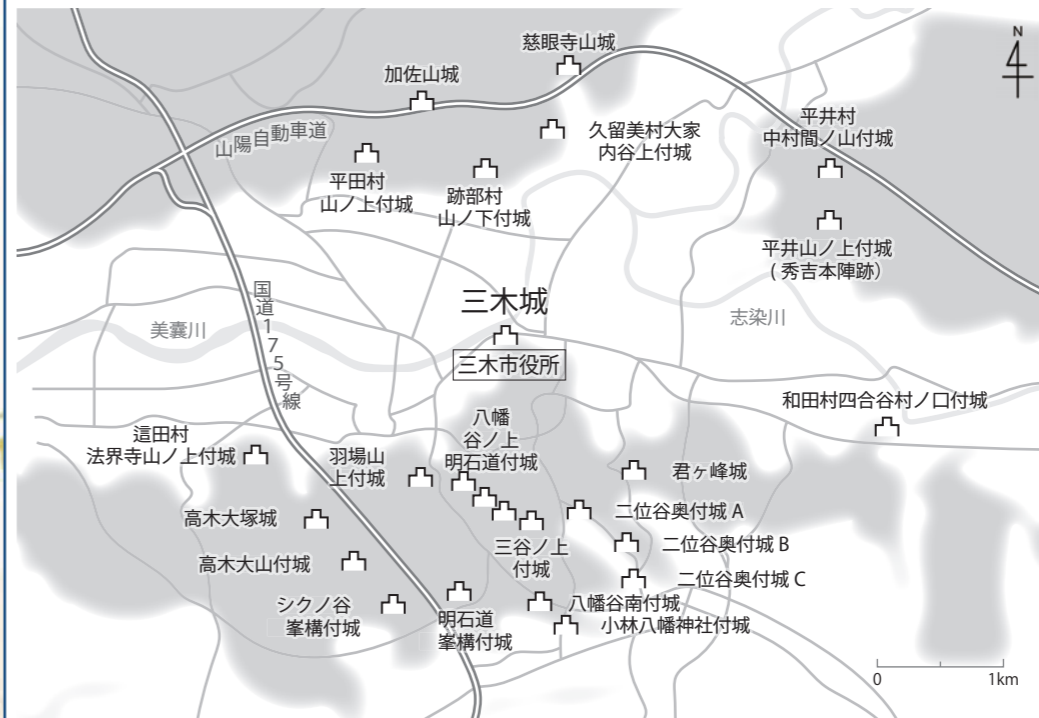 N
慈眼寺山城
加佐山城
山陽自動車道
久留美村大家
内谷上付城
平井村
中村間ノ山付城
平田村
山ノ上付城
跡部村
山ノ下付城
平井山ノ上付城
(秀吉本陣跡)
国道175号線
美嚢川
三木城
三木市役所
志染川
和田村四合谷村ノ口付城
這田村
法界寺山ノ上付城
羽場山
上付城
八幡
谷ノ上
明石道付城
君ヶ峰城
高木大塚城
二位谷奥付城 A
三谷ノ上
付城
二位谷奥付城 B
高木大山付城
二位谷奥付城 C
シクノ谷
峯構付城
明石道
峯構付城
八幡谷南付城
小林八幡神社付城
0
1km